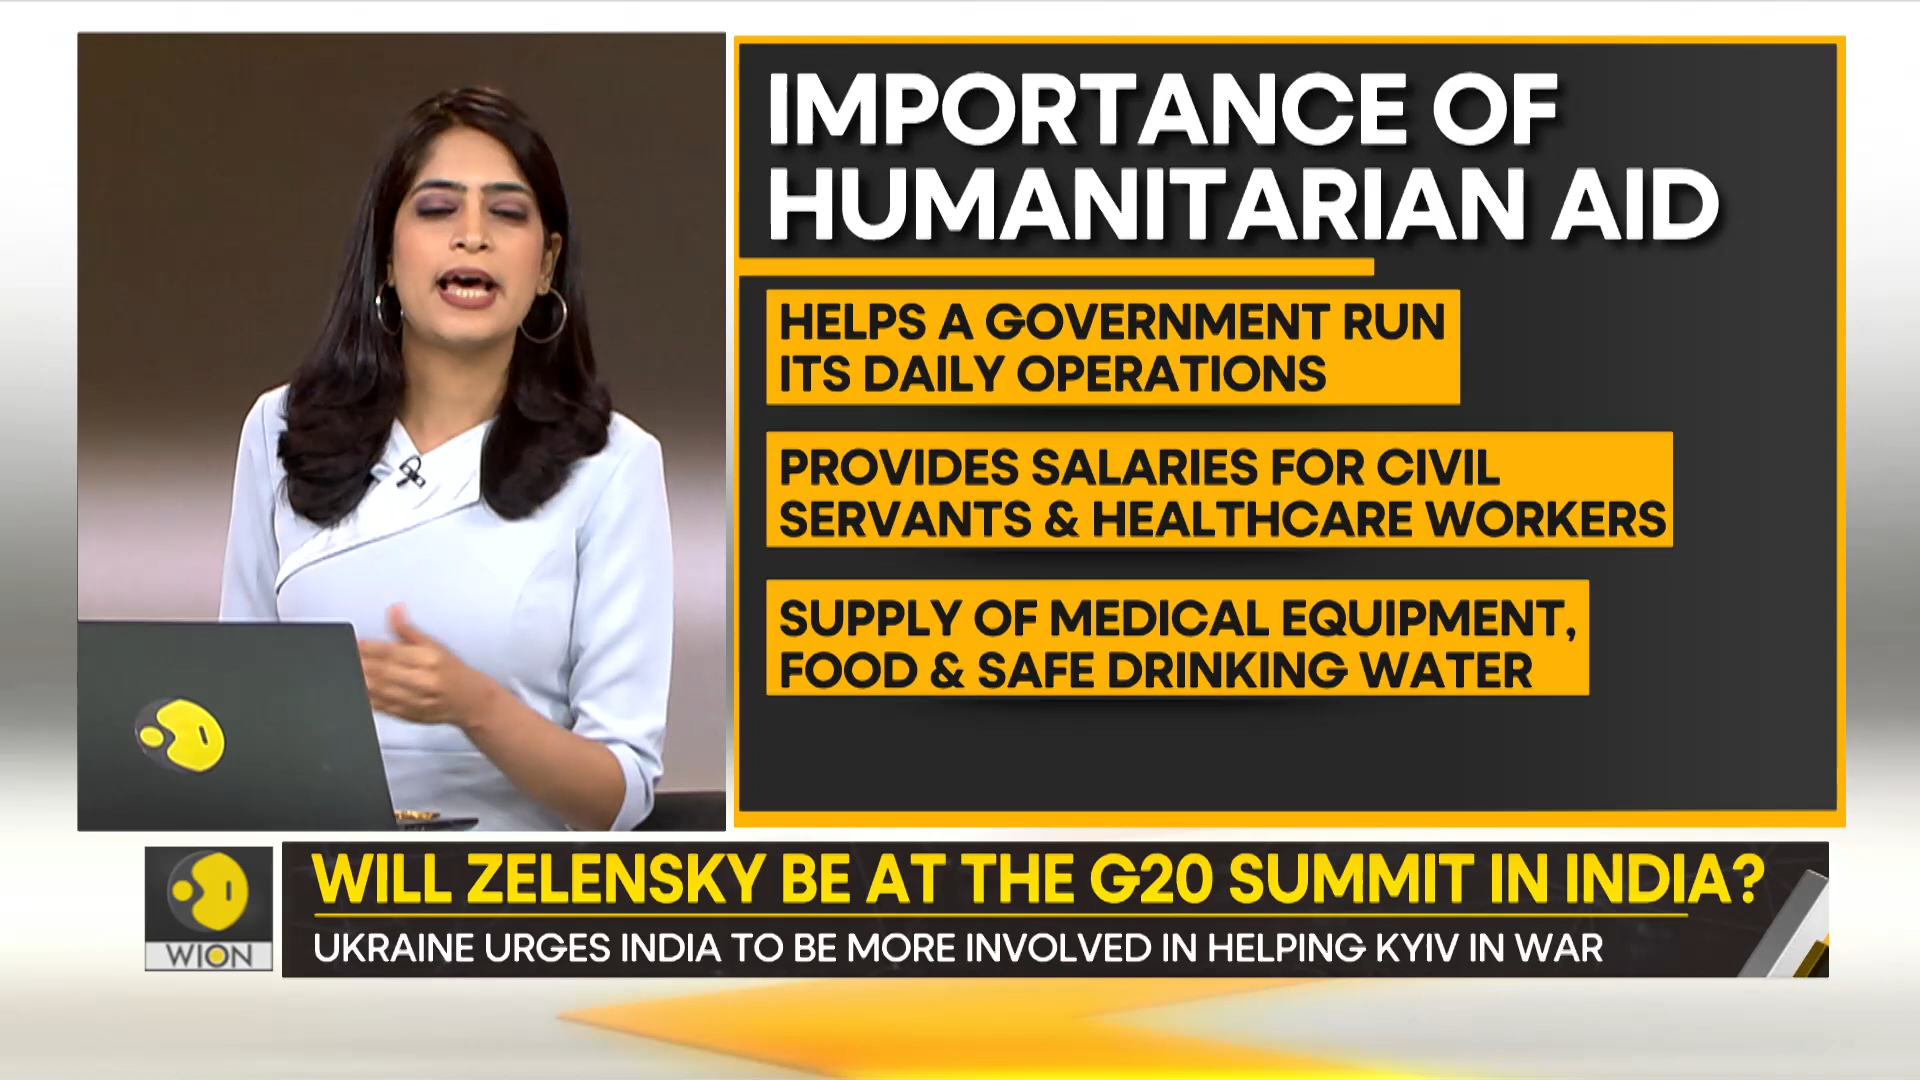 IMPORTANCE OF
HUMANITARIAN AID
HELPS A GOVERNMENT RUN
ITS DAILY OPERATIONS
PROVIDES SALARIES FOR CIVIL
SERVANTS & HEALTHCARE WORKERS
SUPPLY OF MEDICAL EQUIPMENT,
FOOD & SAFE DRINKING WATER
WILL ZELENSKY BE AT THE G20 SUMMIT IN INDIA?
UKRAINE URGES INDIA TO BE MORE INVOLVED IN HELPING KYIV IN WAR
WION